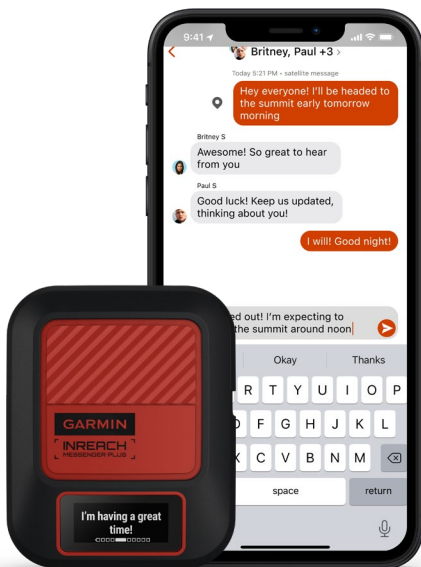 9:41
Britney, Paul +3 >
Today 5:21 PM • satellite message
Hey everyone! I'll be headed to
the summit early tomorrow
morning
Britney S
Awesome! So great to hear
from you
Paul S
Good luck! Keep us updated,
thinking about you!
I will! Good night!
ed out! I'm expecting to
the summit around noon
Okay
Thanks
R T Y U I O P
D F G H J K L
X C V B N M
space
return
GARMIN
INREACH
MESSENGER PLUS
I'm having a great
time!